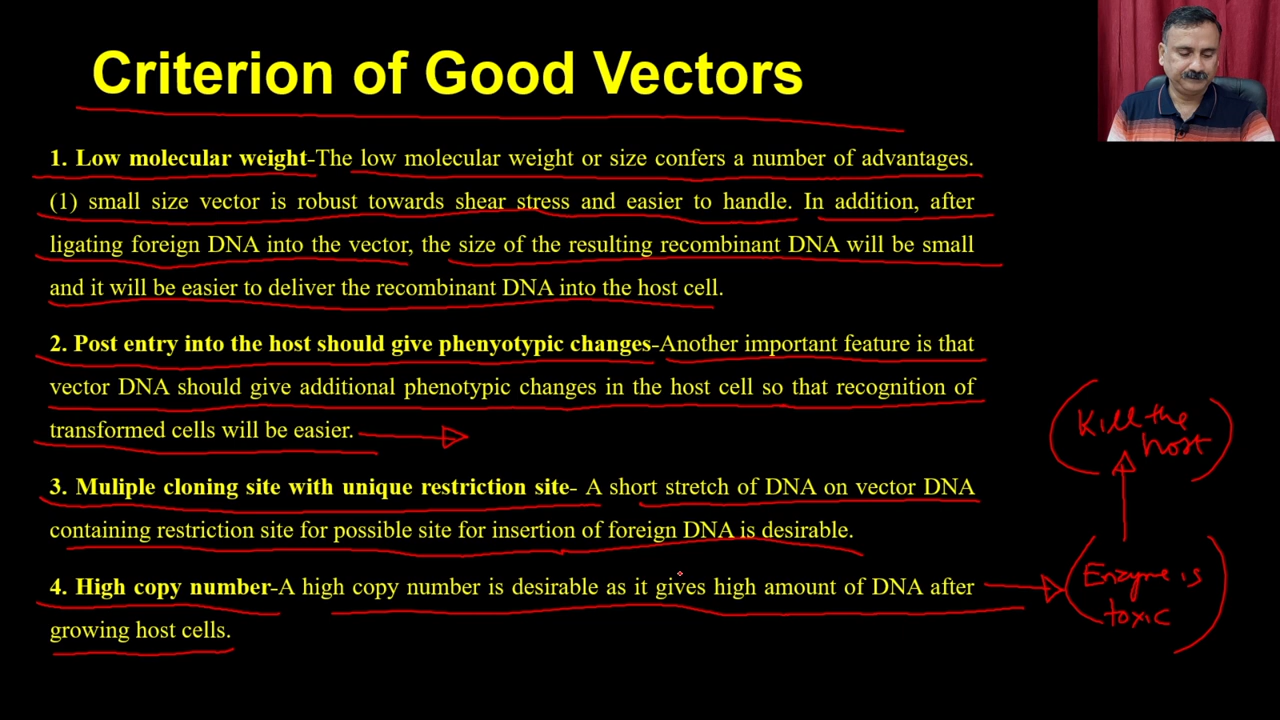 Criterion of Good Vectors
1. Low molecular weight-The low molecular weight or size confers a number of advantages.
(1) small size vector is robust towards shear stress and easier to handle. In addition, after
ligating foreign DNA into the vector, the size of the resulting recombinant DNA will be small
and it will be easier to deliver the recombinant DNA into the host cell.
2. Post entry into the host should give phenyotypic changes-Another important feature is that
vector DNA should give additional phenotypic changes in the host cell so that recognition of
transformed cells will be easier.
3. Muliple cloning site with unique restriction site- A short stretch of DNA on vector DNA
containing restriction site for possible site for insertion of foreign DNA is desirable.
4. High copy number-A high copy number is desirable as it gives high amount of DNA after
growing host cells.
Kill the
host
Enzyme is
toxic